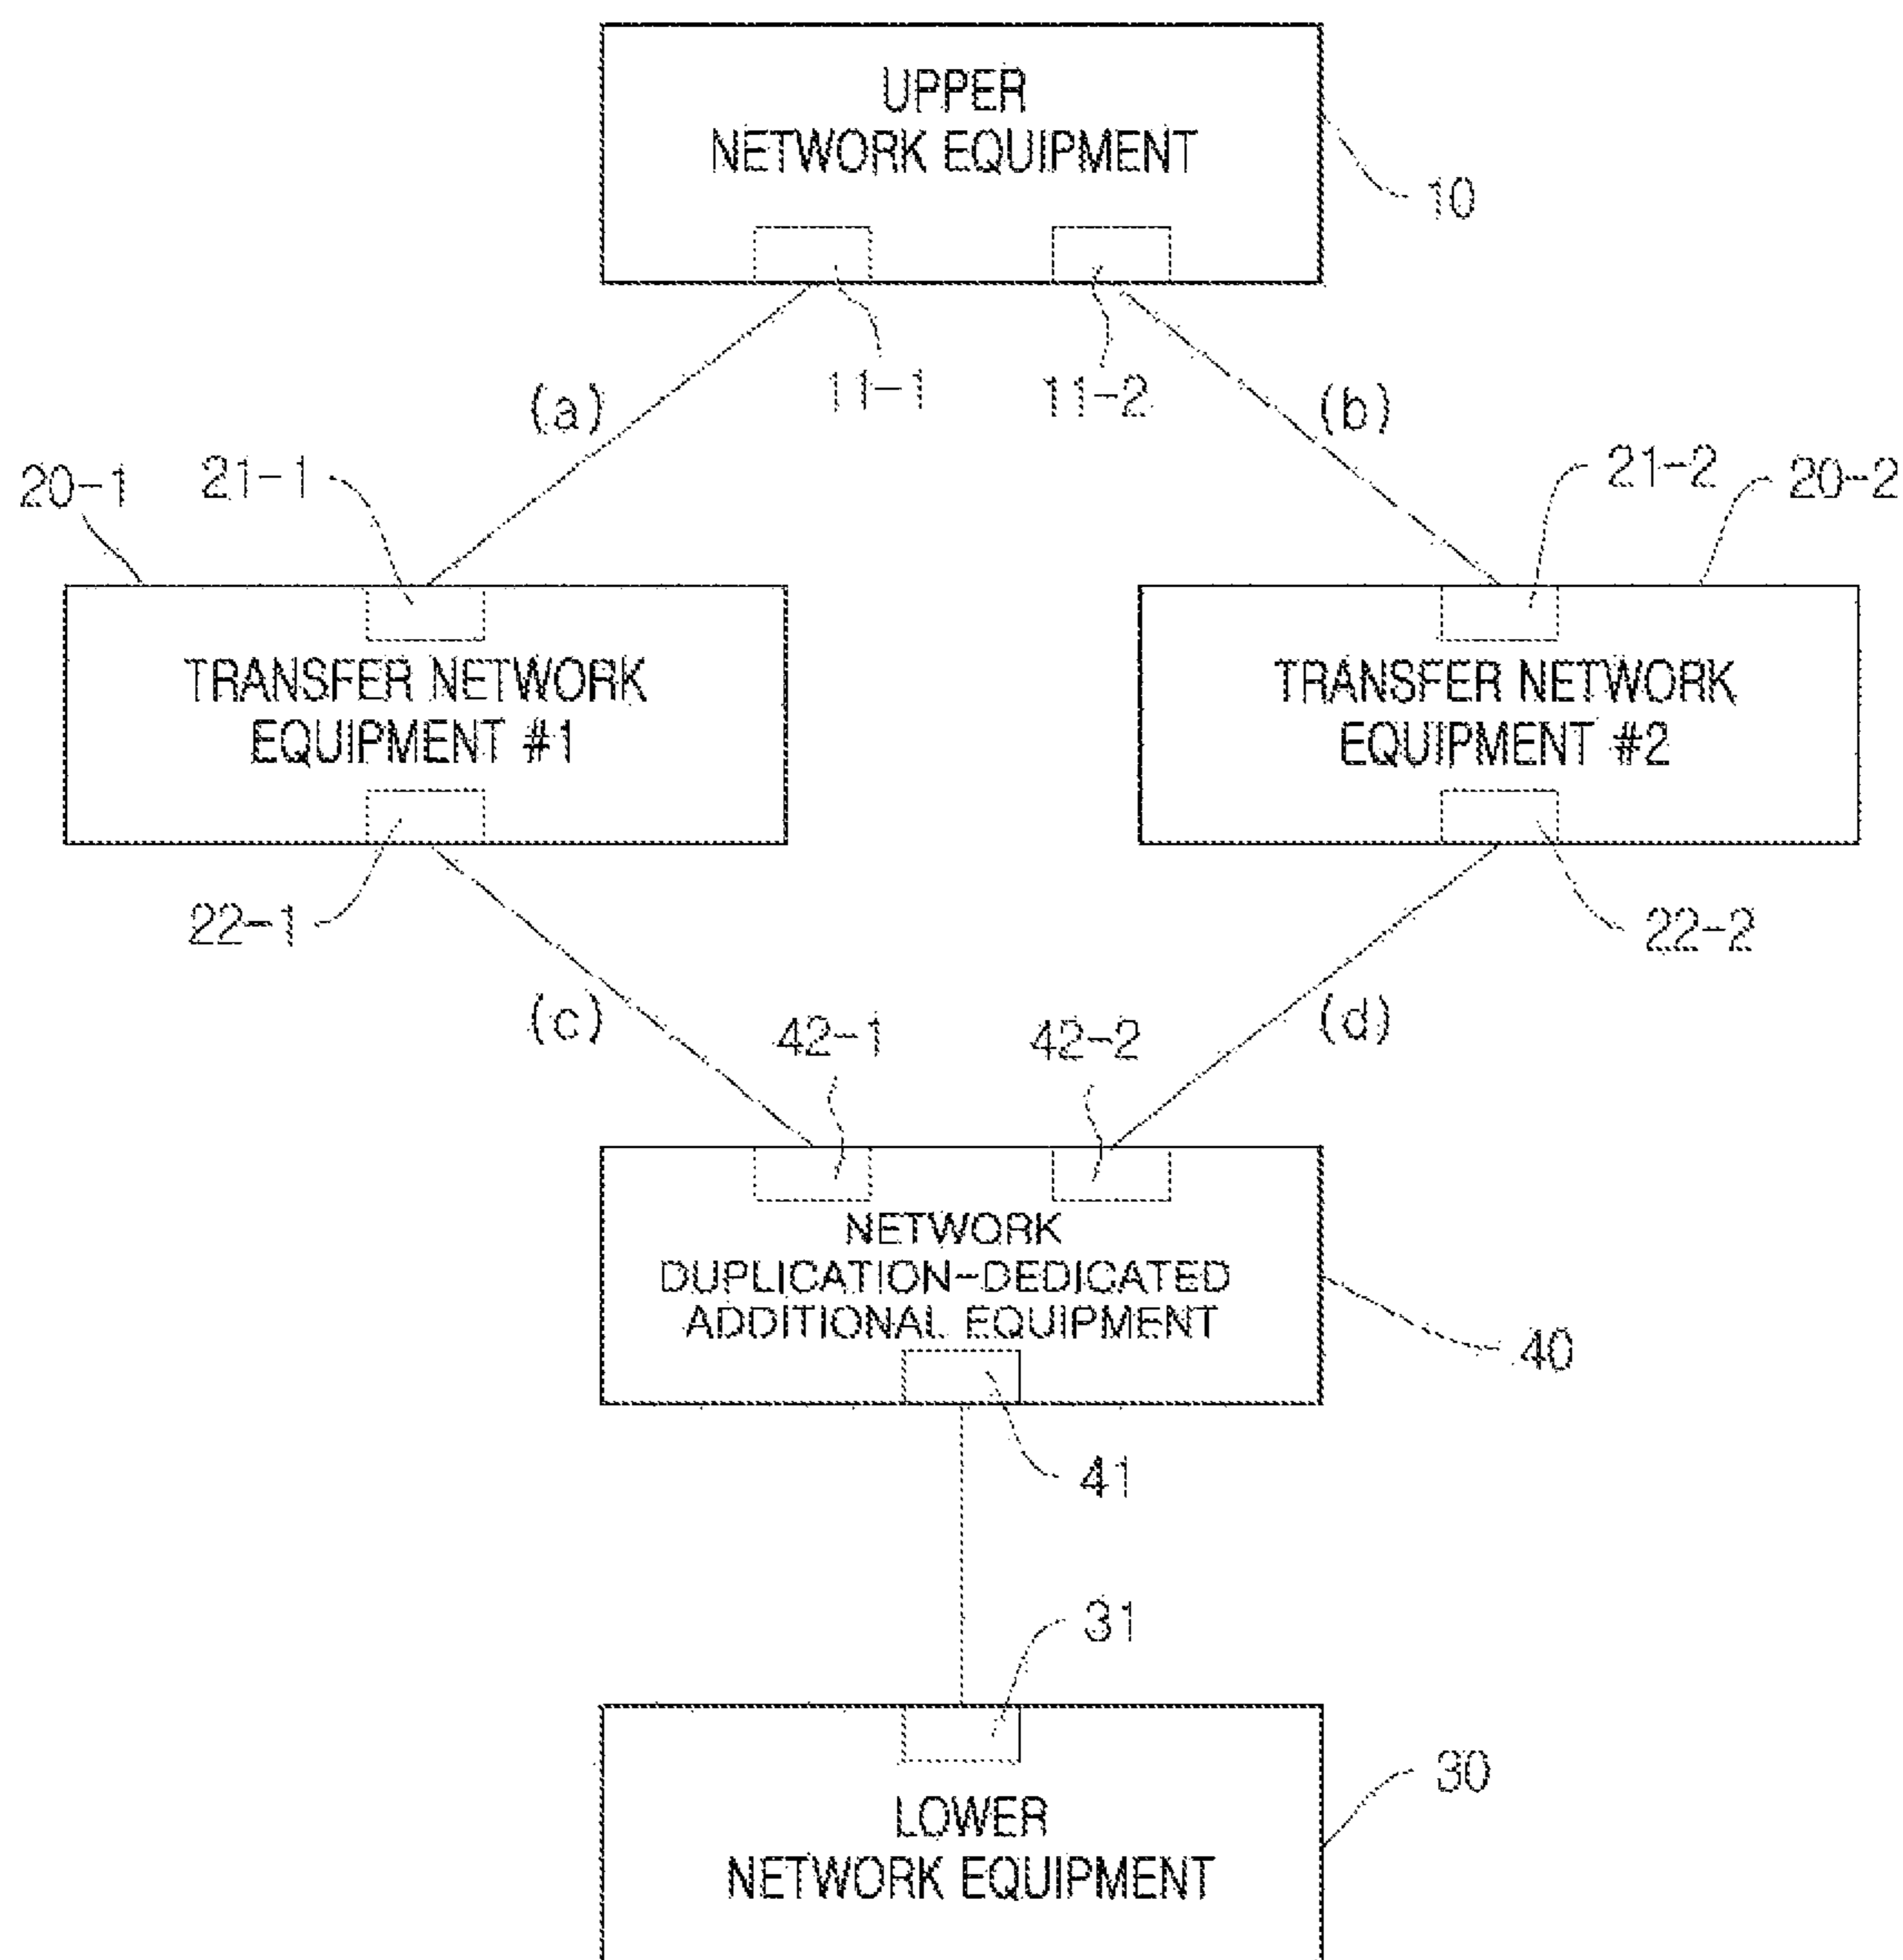 UPPER
NETWORK EQUIPMENT
10
11-1
11-2
(a)
(b)
20-1
21-1
21-2
20-2
TRANSFER NETWORK
EQUIPMENT #1
TRANSFER NETWORK
EQUIPMENT #2
22-1
22-2
(c)
(d)
42-1
42-2
NETWORK
DUPLICATION-DEDICATED
ADDITIONAL EQUIPMENT
40
41
31
30
LOWER
NETWORK EQUIPMENT